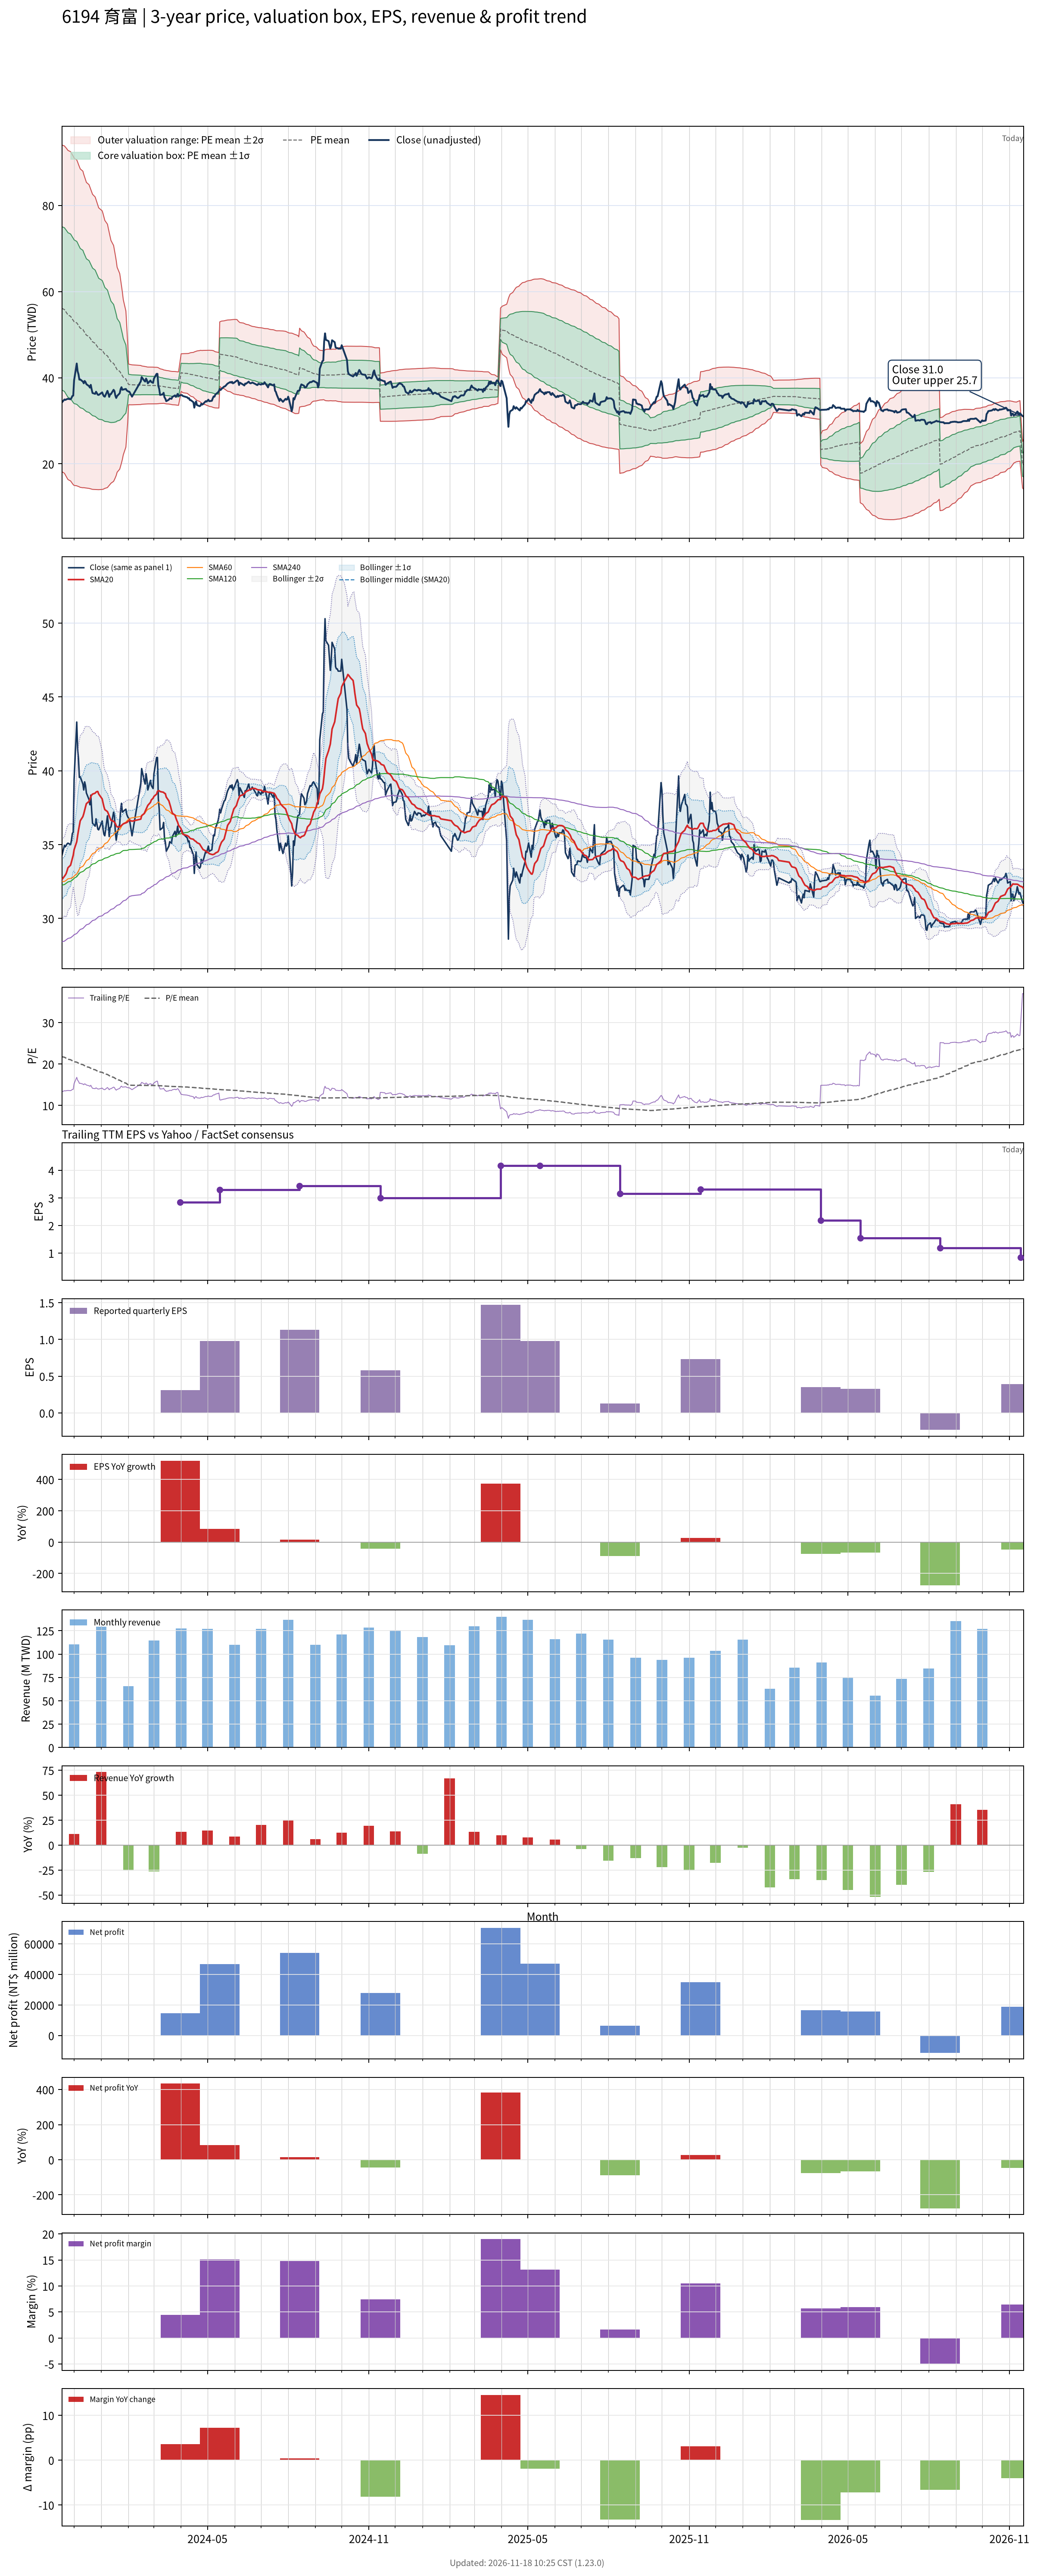 6194 育富 | 3-year price, valuation box, EPS, revenue & profit trend
Outer valuation range: PE mean ±2σ
PE mean
Close (unadjusted)
Core valuation box: PE mean ±1σ
Today
Close 31.0
Outer upper 25.7
Price (TWD)
80
60
40
20
Close (same as panel 1)
SMA60
SMA240
Bollinger ±1σ
SMA20
SMA120
Bollinger ±2σ
Bollinger middle (SMA20)
Price
50
45
40
35
30
Trailing P/E
P/E mean
P/E
30
20
10
Trailing TTM EPS vs Yahoo / FactSet consensus
Today
EPS
4
3
2
1
Reported quarterly EPS
EPS
1.5
1.0
0.5
0.0
EPS YoY growth
YoY (%)
400
200
0
-200
Monthly revenue
Revenue (M TWD)
125
100
75
50
25
0
Revenue YoY growth
YoY (%)
75
50
25
0
-25
-50
Month
Net profit
Net profit (NT$ million)
60000
40000
20000
0
Net profit YoY
YoY (%)
400
200
0
-200
Net profit margin
Margin (%)
20
15
10
5
0
-5
Margin YoY change
Δ margin (pp)
10
0
-10
2024-05
2024-11
2025-05
2025-11
2026-05
2026-11
Updated: 2026-11-18 10:25 CST (1.23.0)